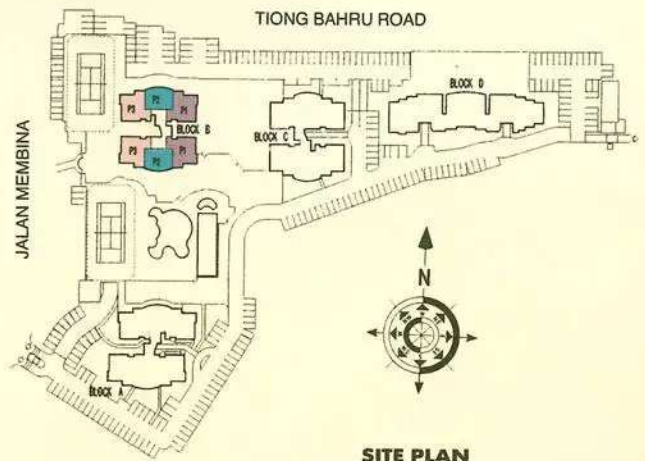 TIONG BAHRU ROAD
JALAN MEMBINA
BLOCK D
P3 P2 P1
BLOCK B
BLOCK C
P3 P2 P1
N
BLOCK A
SITE PLAN